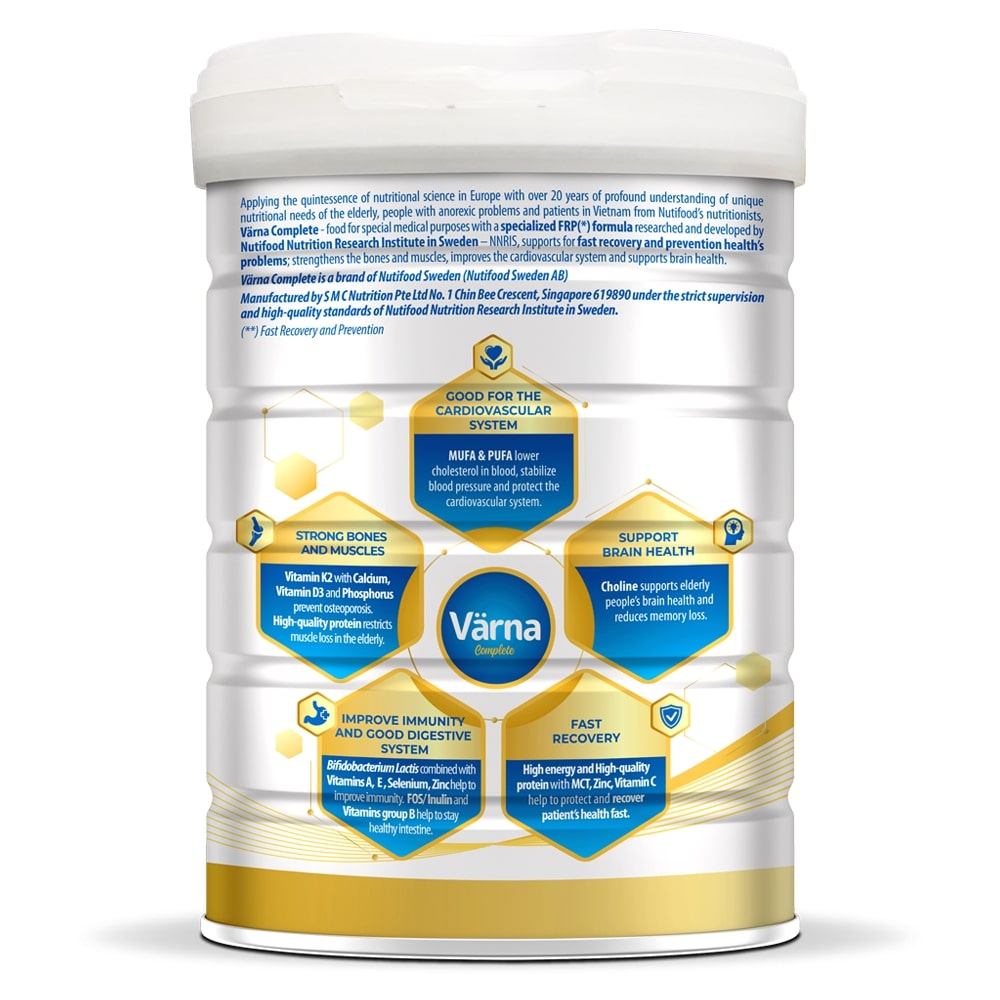 Applying the quintessence of nutritional science in Europe with over 20 years of profound understanding of unique
nutritional needs of the elderly, people with anorexic problems and patients in Vietnam from Nutifood's nutritionists,
Värna Complete - food for special medical purposes with a specialized FRP(*) formula researched and developed by
Nutifood Nutrition Research Institute in Sweden – NNRIS, supports for fast recovery and prevention health's
problems; strengthens the bones and muscles, improves the cardiovascular system and supports brain health.
Värna Complete is a brand of Nutifood Sweden (Nutifood Sweden AB)
Manufactured by S M C Nutrition Pte Ltd No. 1 Chin Bee Crescent, Singapore 619890 under the strict supervision
and high-quality standards of Nutifood Nutrition Research Institute in Sweden.
(**) Fast Recovery and Prevention
GOOD FOR THE
CARDIOVASCULAR
SYSTEM
MUFA & PUFA lower
cholesterol in blood, stabilize
blood pressure and protect the
cardiovascular system.
STRONG BONES
AND MUSCLES
Vitamin K2 with Calcium,
Vitamin D3 and Phosphorus
prevent osteoporosis.
High-quality protein restricts
muscle loss in the elderly.
SUPPORT
BRAIN HEALTH
Choline supports elderly
people's brain health and
reduces memory loss.
Värna
Complete
IMPROVE IMMUNITY
AND GOOD DIGESTIVE
SYSTEM
Bifidobacterium Lactis combined with
Vitamins A, E , Selenium, Zinc help to
improve immunity. FOS/ Inulin and
Vitamins group B help to stay
healthy intestine.
FAST
RECOVERY
High energy and High-quality
protein with MCT, Zinc, Vitamin C
help to protect and recover
patient's health fast.